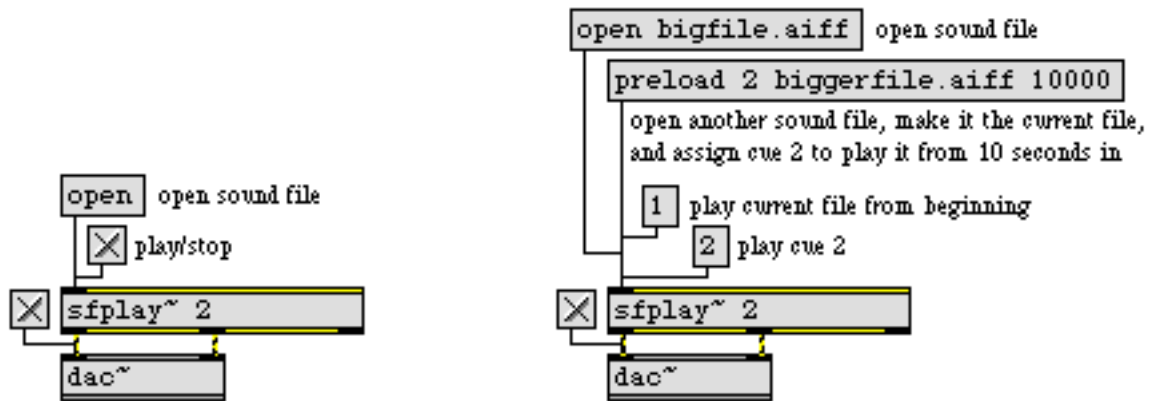 open bigfile.aiff open sound file
preload 2 biggerfile.aiff 10000
open another sound file, make it the current file,
and assign cue 2 to play it from 10 seconds in
open open sound file
1 play current file from beginning
play/stop
2 play cue 2
sfplay~ 2
sfplay~ 2
dac~
dac~